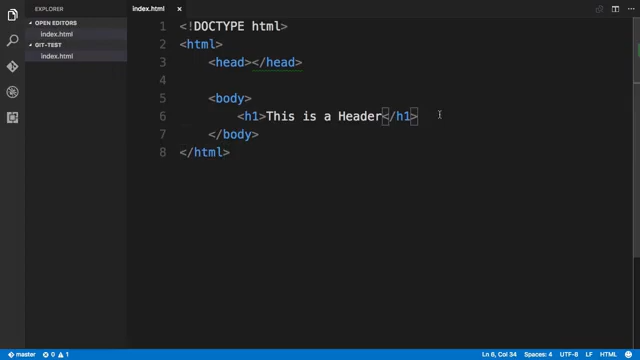 EXPLORER
OPEN EDITORS
index.html
GIT-TEST
index.html
index.html ×
1 <!DOCTYPE html>
2 <html>
3 <head></head>
4
5 <body>
6 <h1>This is a Header</h1>
7 </body>
8 </html>
master 0 1 Ln 6, Col 34 Spaces: 4 UTF-8 LF HTML